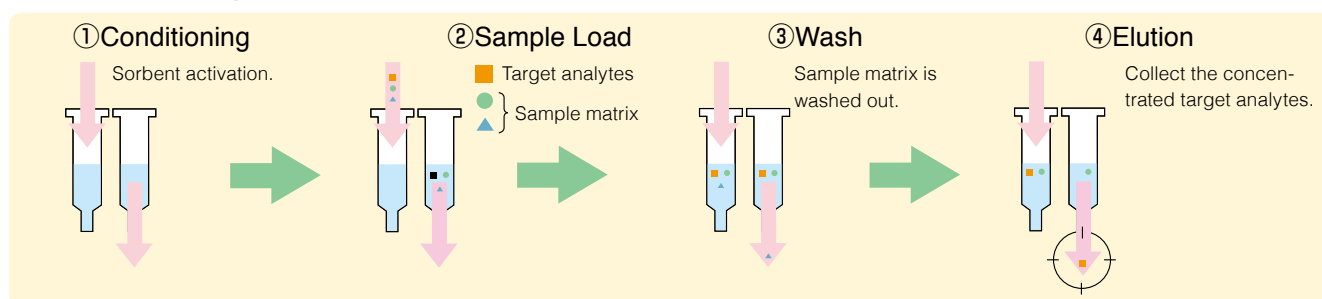 ①Conditioning
Sorbent activation.
②Sample Load
Target analytes
Sample matrix
③Wash
Sample matrix is
washed out.
④Elution
Collect the concen-
trated target analytes.